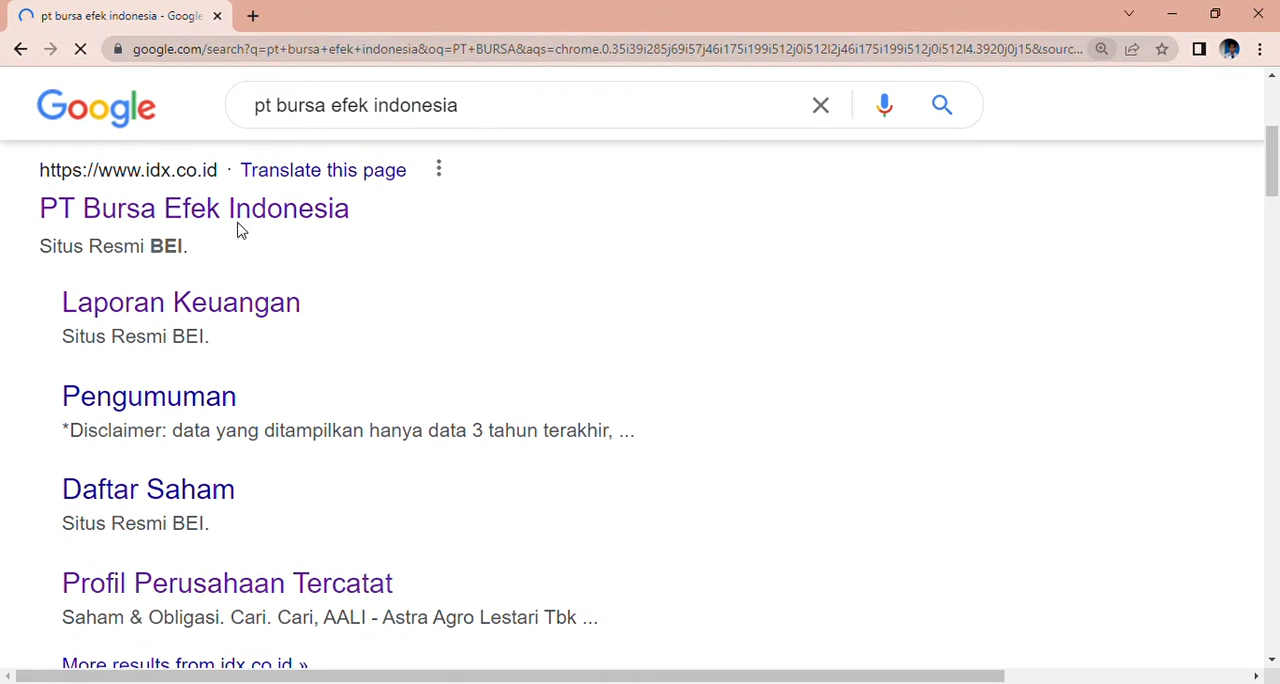 pt bursa efek indonesia - Google
google.com/search?q=pt+bursa+efek+indonesia&oq=PT+BURSA&aqs=chrome.0.35i39i285j69i57j46i175i199i512j0i512l2j46i175i199i512j0i512l4.3920j0j15&sourc...
Google
pt bursa efek indonesia
https://www.idx.co.id · Translate this page
PT Bursa Efek Indonesia
Situs Resmi BEI.
Laporan Keuangan
Situs Resmi BEI.
Pengumuman
*Disclaimer: data yang ditampilkan hanya data 3 tahun terakhir, ...
Daftar Saham
Situs Resmi BEI.
Profil Perusahaan Tercatat
Saham & Obligasi. Cari. Cari, AALI - Astra Agro Lestari Tbk ...
More results from idx.co.id »